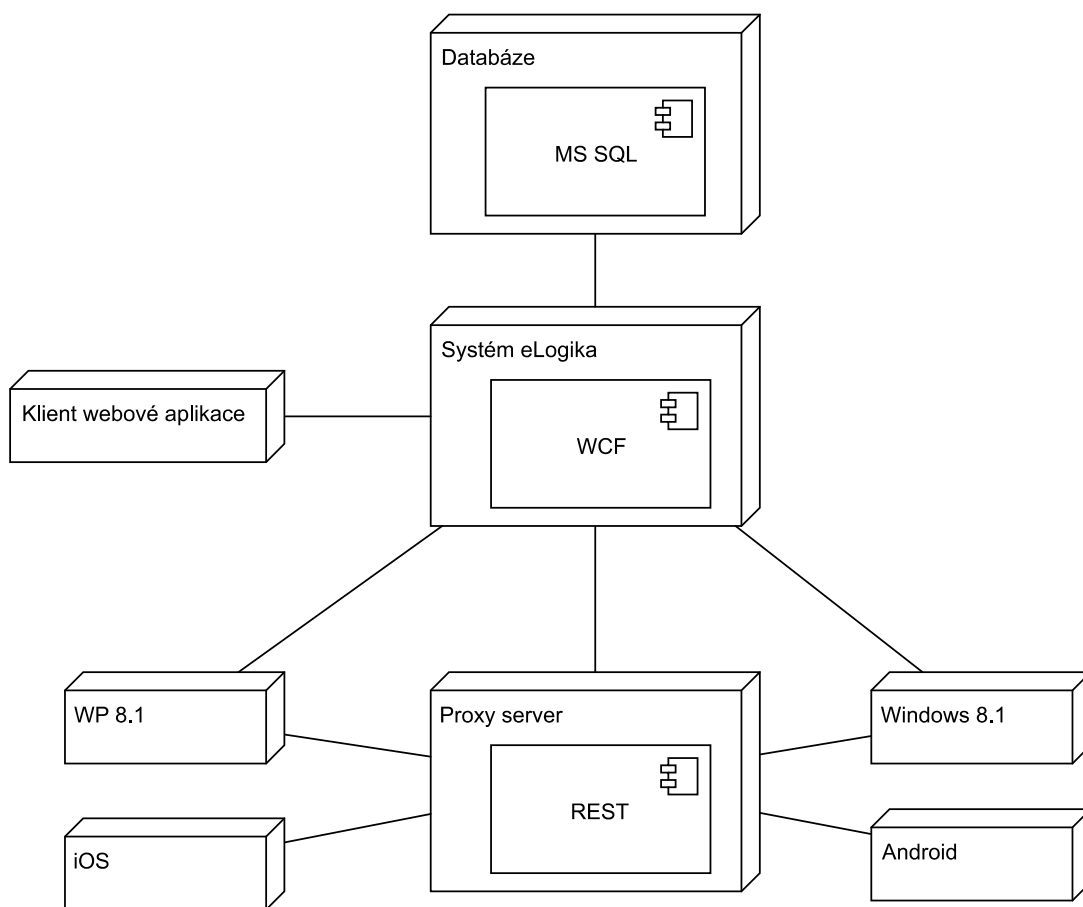 Databáze
MS SQL
Systém eLogika
WCF
Klient webové aplikace
WP 8.1
Proxy server
REST
Windows 8.1
iOS
Android